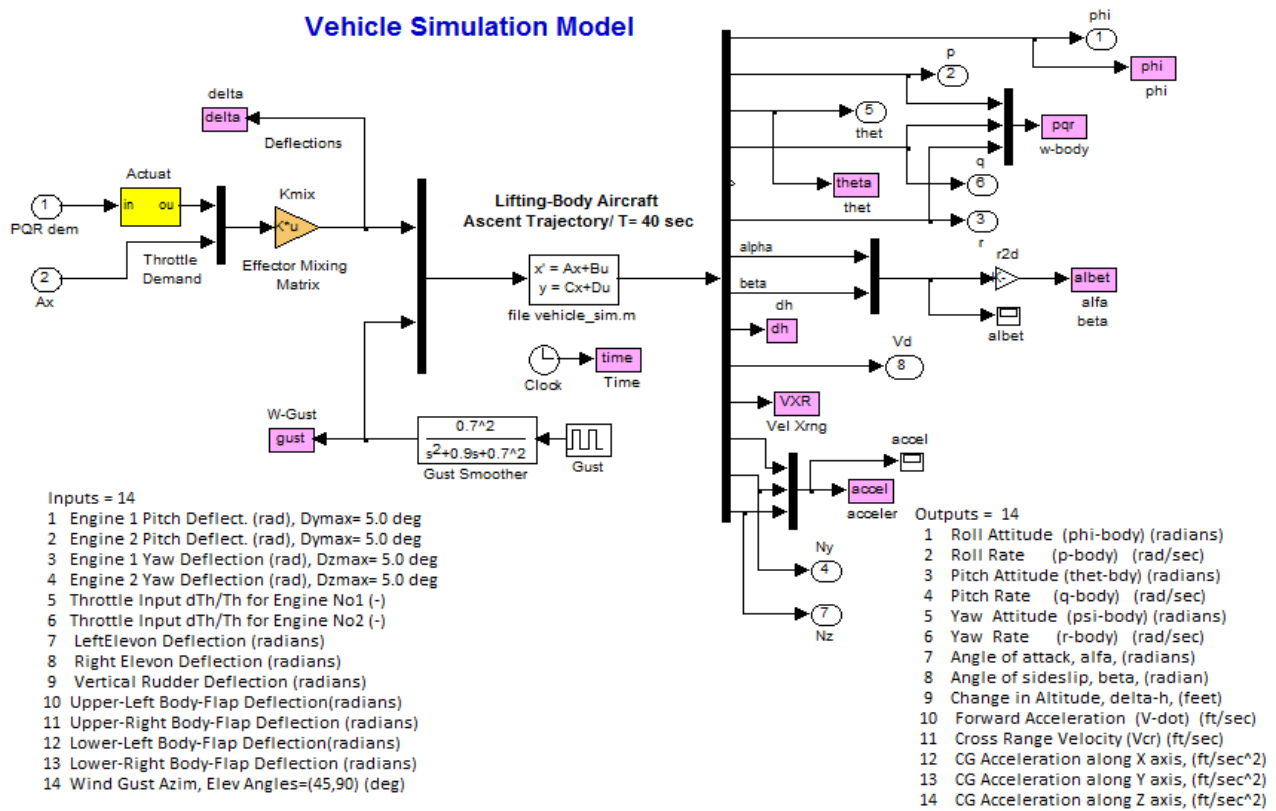 Vehicle Simulation Model
phi
1
phi
phi
p
2
5
thet
pqr
w-body
q
6
theta
thet
3
r
delta
delta
Deflections
Actuat
in ou
1
PQR dem
Kmix
Effector Mixing
Matrix
Throttle
Demand
2
Ax
Lifting-Body Aircraft
Ascent Trajectory/ T= 40 sec
x' = Ax+Bu
y = Cx+Du
file vehicle_sim.m
alpha
beta
r2d
albet
alfa
beta
albet
dh
dh
Vd
8
Clock
time
Time
VXR
Vel Xrng
W-Gust
gust
0.7^2
s2+0.9s+0.7^2
Gust Smoother
Gust
accel
accel
acceler
Ny
4
7
Nz
Inputs = 14
1 Engine 1 Pitch Deflect. (rad), Dymax= 5.0 deg
2 Engine 2 Pitch Deflect. (rad), Dymax= 5.0 deg
3 Engine 1 Yaw Deflection (rad), Dzmax= 5.0 deg
4 Engine 2 Yaw Deflection (rad), Dzmax= 5.0 deg
5 Throttle Input dTh/Th for Engine No1 (-)
6 Throttle Input dTh/Th for Engine No2 (-)
7 LeftElevon Deflection (radians)
8 Right Elevon Deflection (radians)
9 Vertical Rudder Deflection (radians)
10 Upper-Left Body-Flap Deflection(radians)
11 Upper-Right Body-Flap Deflection (radians)
12 Lower-Left Body-Flap Deflection(radians)
13 Lower-Right Body-Flap Deflection (radians)
14 Wind Gust Azim, Elev Angles=(45,90) (deg)
Outputs = 14
1 Roll Attitude (phi-body) (radians)
2 Roll Rate (p-body) (rad/sec)
3 Pitch Attitude (thet-bdy) (radians)
4 Pitch Rate (q-body) (rad/sec)
5 Yaw Attitude (psi-body) (radians)
6 Yaw Rate (r-body) (rad/sec)
7 Angle of attack, alfa, (radians)
8 Angle of sideslip, beta, (radian)
9 Change in Altitude, delta-h, (feet)
10 Forward Acceleration (V-dot) (ft/sec)
11 Cross Range Velocity (Vcr) (ft/sec)
12 CG Acceleration along X axis, (ft/sec^2)
13 CG Acceleration along Y axis, (ft/sec^2)
14 CG Acceleration along Z axis, (ft/sec^2)